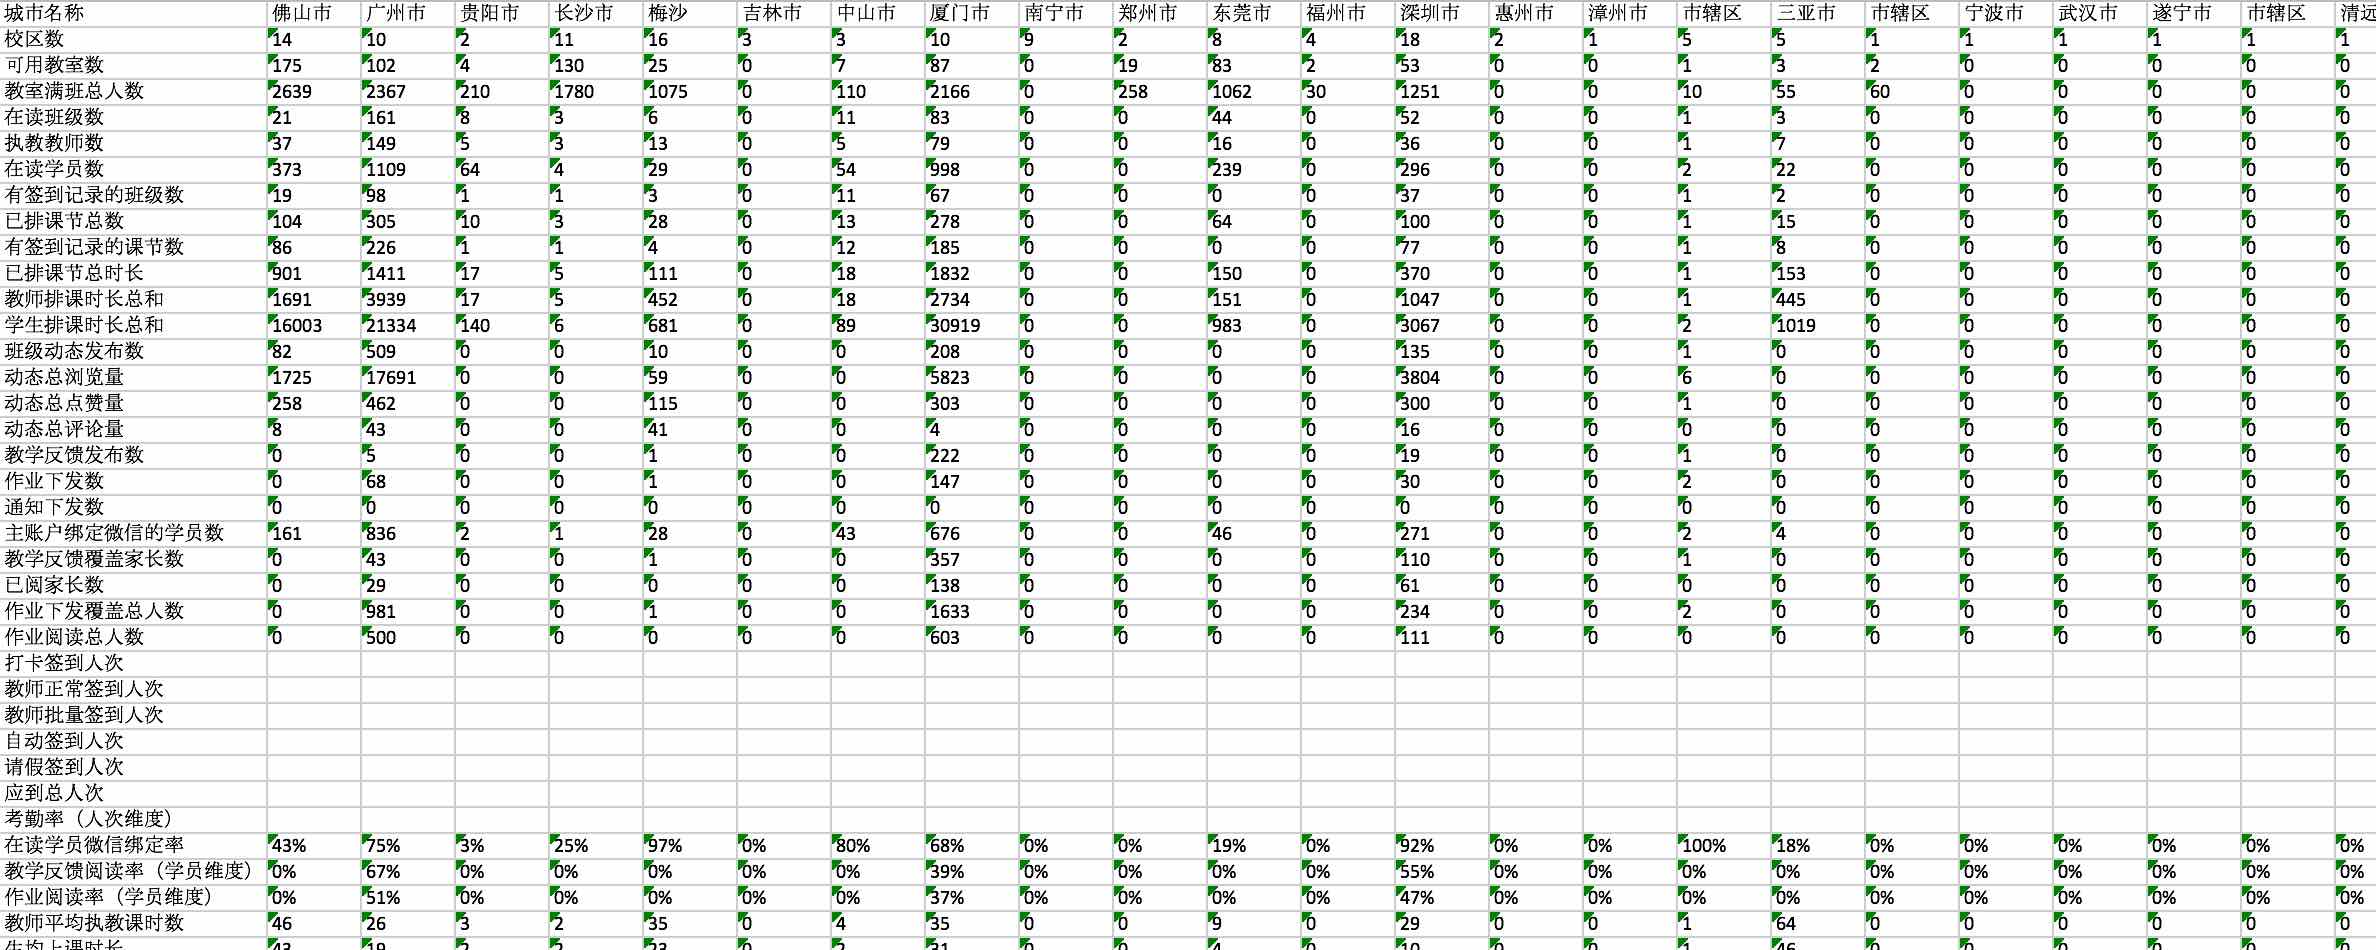 城市名称 佛山市 广州市 贵阳市 长沙市 梅沙 吉林市 中山市 厦门市 南宁市 郑州市 东莞市 福州市 深圳市 惠州市 漳州市 市辖区 三亚市 市辖区 宁波市 武汉市 遂宁市 市辖区 清远
校区数 14 10 2 11 16 3 3 10 9 2 8 4 18 2 1 5 5 1 1 1 1 1 1
可用教室数 175 102 4 130 25 0 7 87 0 19 83 2 53 0 0 1 3 2 0 0 0 0 0
教室满班总人数 2639 2367 210 1780 1075 0 110 2166 0 258 1062 30 1251 0 0 10 55 60 0 0 0 0 0
在读班级数 21 161 8 3 6 0 11 83 0 0 44 0 52 0 0 1 3 0 0 0 0 0 0
执教教师数 37 149 5 3 13 0 5 79 0 0 16 0 36 0 0 1 7 0 0 0 0 0 0
在读学员数 373 1109 64 4 29 0 54 998 0 0 239 0 296 0 0 2 22 0 0 0 0 0 0
有签到记录的班级数 19 98 1 1 3 0 11 67 0 0 0 0 37 0 0 1 2 0 0 0 0 0 0
已排课节总数 104 305 10 3 28 0 13 278 0 0 64 0 100 0 0 1 15 0 0 0 0 0 0
有签到记录的课节数 86 226 1 1 4 0 12 185 0 0 0 0 77 0 0 1 8 0 0 0 0 0 0
已排课节总时长 901 1411 17 5 111 0 18 1832 0 0 150 0 370 0 0 1 153 0 0 0 0 0 0
教师排课时长总和 1691 3939 17 5 452 0 18 2734 0 0 151 0 1047 0 0 1 445 0 0 0 0 0 0
学生排课时长总和 16003 21334 140 6 681 0 89 30919 0 0 983 0 3067 0 0 2 1019 0 0 0 0 0 0
班级动态发布数 82 509 0 0 10 0 0 208 0 0 0 0 135 0 0 1 0 0 0 0 0 0 0
动态总浏览量 1725 17691 0 0 59 0 0 5823 0 0 0 0 3804 0 0 6 0 0 0 0 0 0 0
动态总点赞量 258 462 0 0 115 0 0 303 0 0 0 0 300 0 0 1 0 0 0 0 0 0 0
动态总评论量 8 43 0 0 41 0 0 4 0 0 0 0 16 0 0 0 0 0 0 0 0 0 0
教学反馈发布数 0 5 0 0 1 0 0 222 0 0 0 0 19 0 0 1 0 0 0 0 0 0 0
作业下发数 0 68 0 0 1 0 0 147 0 0 0 0 30 0 0 2 0 0 0 0 0 0 0
通知下发数 0 0 0 0 0 0 0 0 0 0 0 0 0 0 0 0 0 0 0 0 0 0 0
主账户绑定微信的学员数 161 836 2 1 28 0 43 676 0 0 46 0 271 0 0 2 4 0 0 0 0 0 0
教学反馈覆盖家长数 0 43 0 0 1 0 0 357 0 0 0 0 110 0 0 1 0 0 0 0 0 0 0
已阅家长数 0 29 0 0 0 0 0 138 0 0 0 0 61 0 0 0 0 0 0 0 0 0 0
作业下发覆盖总人数 0 981 0 0 1 0 0 1633 0 0 0 0 234 0 0 2 0 0 0 0 0 0 0
作业阅读总人数 0 500 0 0 0 0 0 603 0 0 0 0 111 0 0 0 0 0 0 0 0 0 0
打卡签到人次
教师正常签到人次
教师批量签到人次
自动签到人次
请假签到人次
应到总人次
考勤率（人次维度）
在读学员微信绑定率 43% 75% 3% 25% 97% 0% 80% 68% 0% 0% 19% 0% 92% 0% 0% 100% 18% 0% 0% 0% 0% 0% 0%
教学反馈阅读率（学员维度） 0% 67% 0% 0% 0% 0% 0% 39% 0% 0% 0% 0% 55% 0% 0% 0% 0% 0% 0% 0% 0% 0% 0%
作业阅读率（学员维度） 0% 51% 0% 0% 0% 0% 0% 37% 0% 0% 0% 0% 47% 0% 0% 0% 0% 0% 0% 0% 0% 0% 0%
教师平均执教课时数 46 26 3 2 35 0 4 35 0 0 9 0 29 0 0 1 64 0 0 0 0 0 0
生均上课时长 43 19 2 2 23 0 2 31 0 0 4 0 10 0 0 1 46 0 0 0 0 0 0